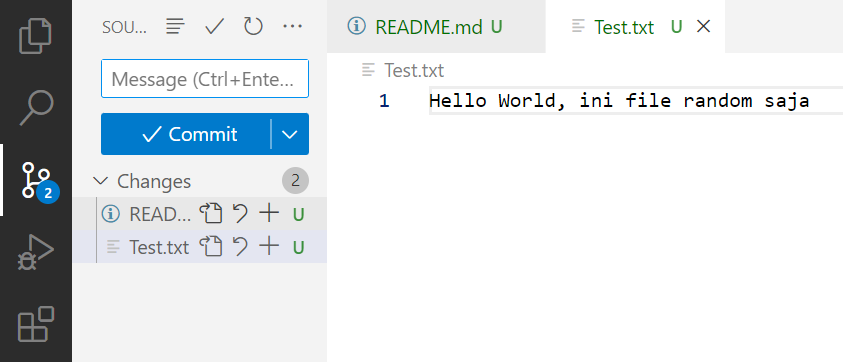 SOU...
Message (Ctrl+Ente...
Commit
Changes 2
READ... U
Test.txt U
2
README.md U Test.txt U
Test.txt
1 Hello World, ini file random saja